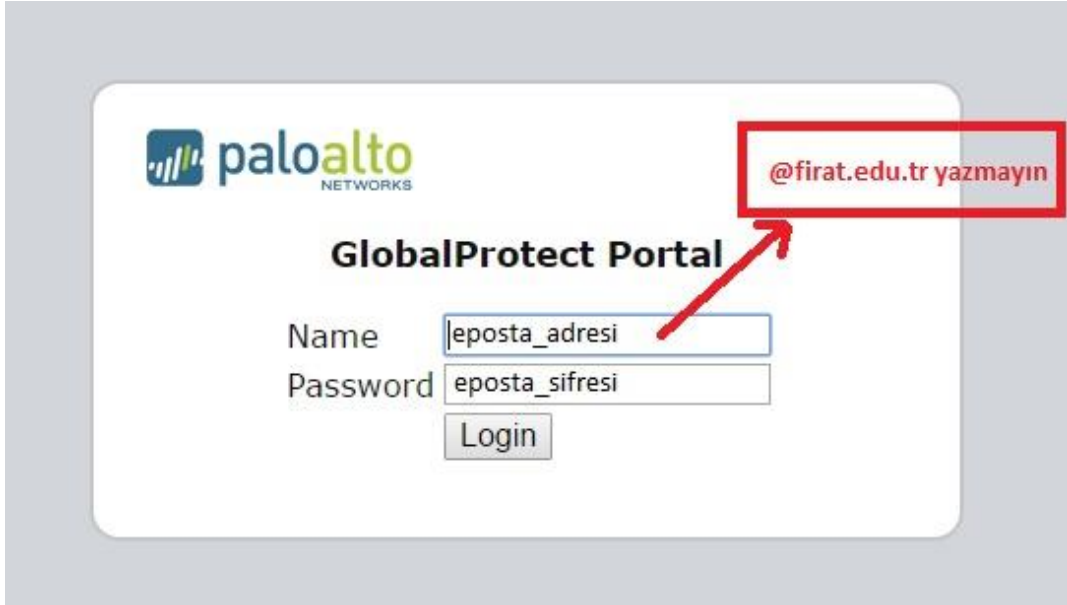 paloalto
NETWORKS
@firat.edu.tr yazmayın
GlobalProtect Portal
Name eposta_adresi
Password eposta_sifresi
Login